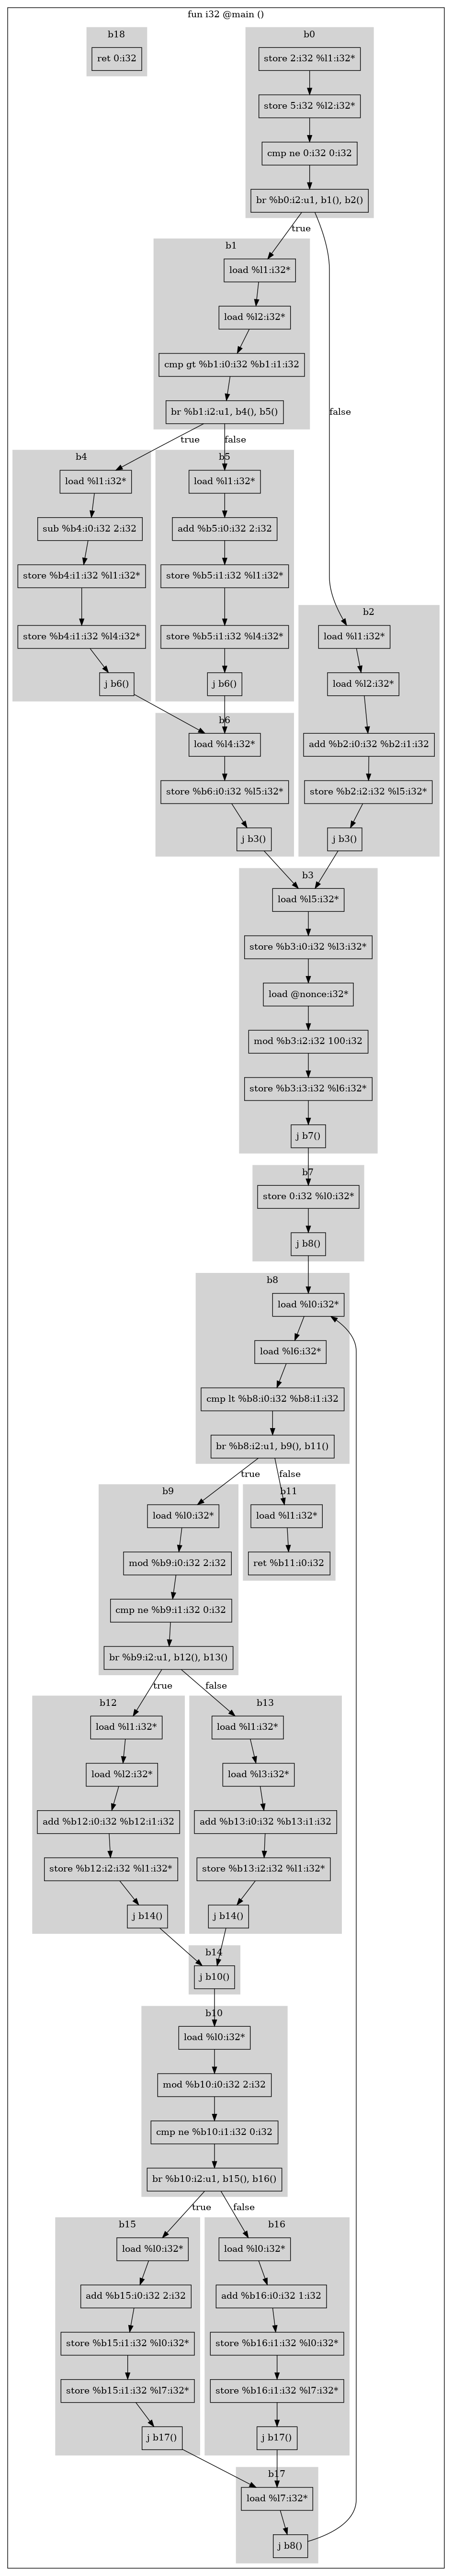 fun i32 @main ()
b18
ret 0:i32
b0
store 2:i32 %l1:i32*
store 5:i32 %l2:i32*
cmp ne 0:i32 0:i32
br %b0:i2:u1, b1(), b2()
true
false
b1
load %l1:i32*
load %l2:i32*
cmp gt %b1:i0:i32 %b1:i1:i32
br %b1:i2:u1, b4(), b5()
true
false
b4
load %l1:i32*
sub %b4:i0:i32 2:i32
store %b4:i1:i32 %l1:i32*
store %b4:i1:i32 %l4:i32*
j b6()
b5
load %l1:i32*
add %b5:i0:i32 2:i32
store %b5:i1:i32 %l1:i32*
store %b5:i1:i32 %l4:i32*
j b6()
b2
load %l1:i32*
load %l2:i32*
add %b2:i0:i32 %b2:i1:i32
store %b2:i2:i32 %l5:i32*
j b3()
b6
load %l4:i32*
store %b6:i0:i32 %l5:i32*
j b3()
b3
load %l5:i32*
store %b3:i0:i32 %l3:i32*
load @nonce:i32*
mod %b3:i2:i32 100:i32
store %b3:i3:i32 %l6:i32*
j b7()
b7
store 0:i32 %l0:i32*
j b8()
b8
load %l0:i32*
load %l6:i32*
cmp lt %b8:i0:i32 %b8:i1:i32
br %b8:i2:u1, b9(), b11()
true
false
b9
load %l0:i32*
mod %b9:i0:i32 2:i32
cmp ne %b9:i1:i32 0:i32
br %b9:i2:u1, b12(), b13()
b11
load %l1:i32*
ret %b11:i0:i32
true
false
b12
load %l1:i32*
load %l2:i32*
add %b12:i0:i32 %b12:i1:i32
store %b12:i2:i32 %l1:i32*
j b14()
b13
load %l1:i32*
load %l3:i32*
add %b13:i0:i32 %b13:i1:i32
store %b13:i2:i32 %l1:i32*
j b14()
b14
j b10()
b10
load %l0:i32*
mod %b10:i0:i32 2:i32
cmp ne %b10:i1:i32 0:i32
br %b10:i2:u1, b15(), b16()
true
false
b15
load %l0:i32*
add %b15:i0:i32 2:i32
store %b15:i1:i32 %l0:i32*
store %b15:i1:i32 %l7:i32*
j b17()
b16
load %l0:i32*
add %b16:i0:i32 1:i32
store %b16:i1:i32 %l0:i32*
store %b16:i1:i32 %l7:i32*
j b17()
b17
load %l7:i32*
j b8()